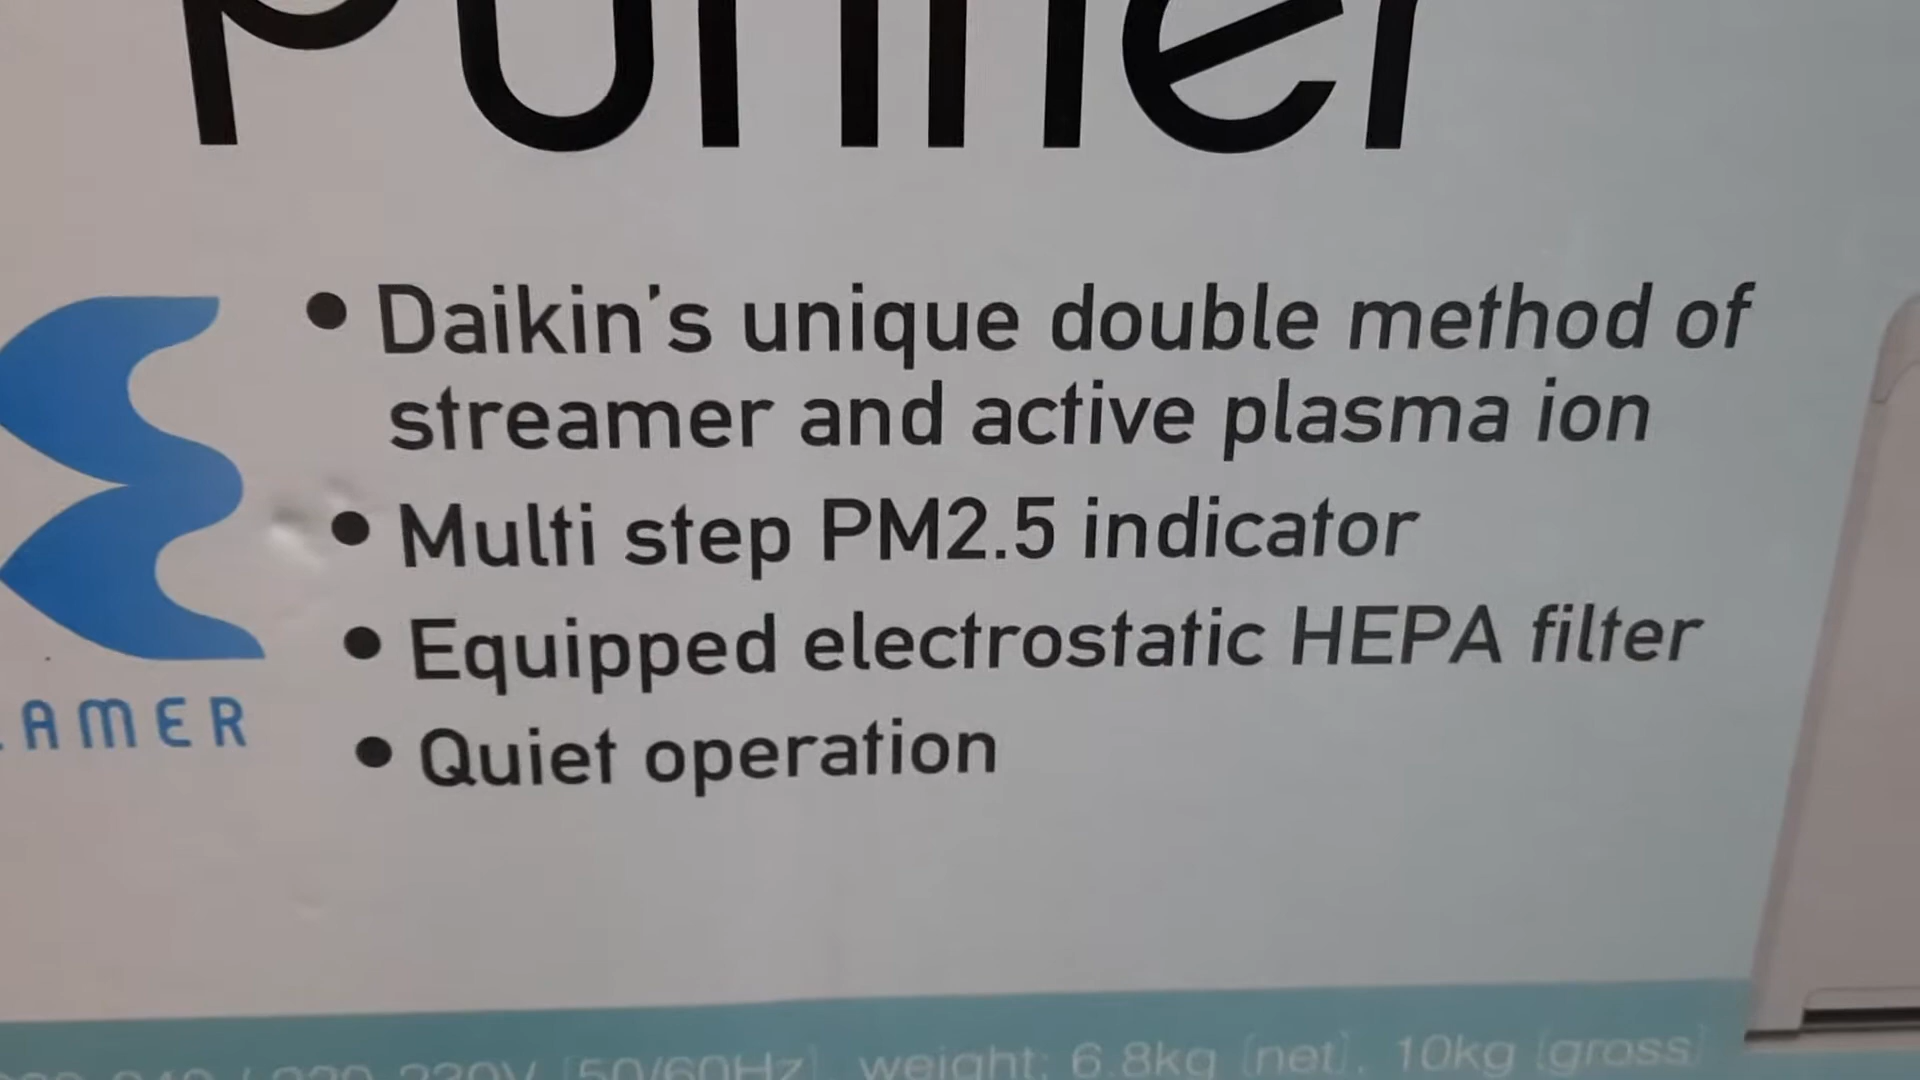 purifier
• Daikin's unique double method of
streamer and active plasma ion
• Multi step PM2.5 indicator
• Equipped electrostatic HEPA filter
• Quiet operation
AMER
230V [50/60Hz] weight: 6.8kg [net], 10kg [gross]